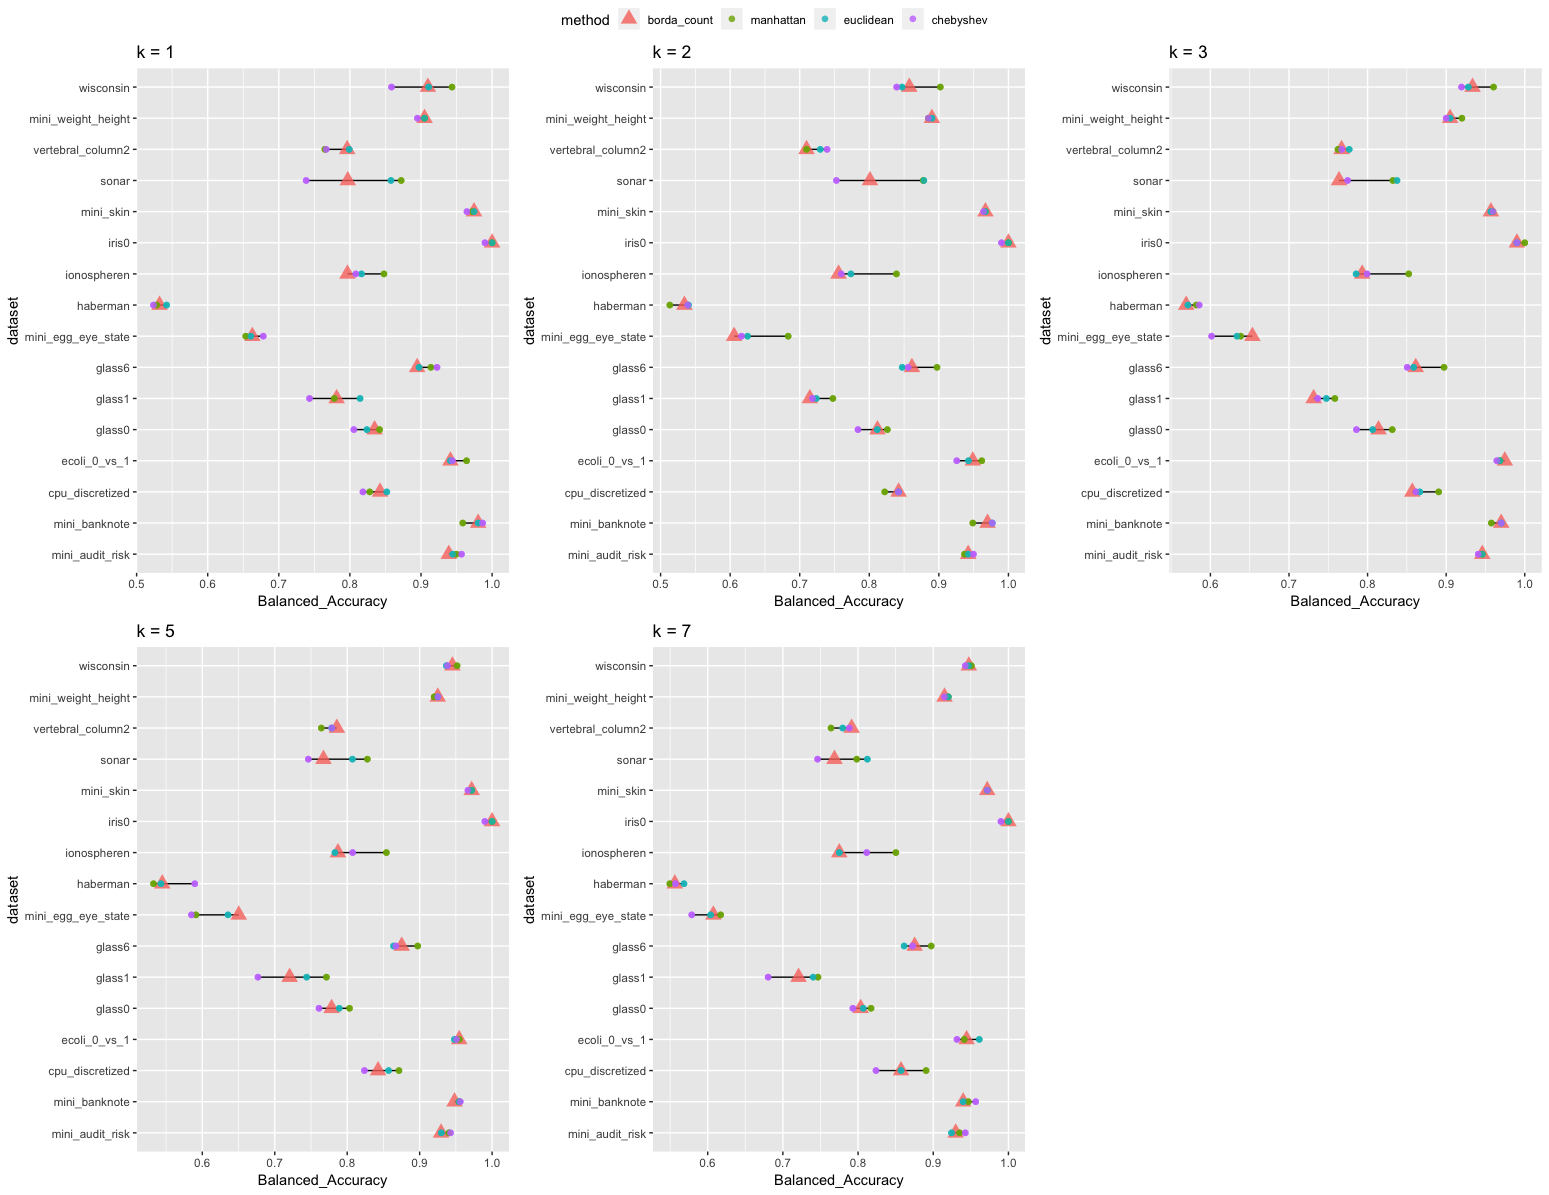 method borda_count manhattan euclidean chebyshev
k = 1
dataset
wisconsin
mini_weight_height
vertebral_column2
sonar
mini_skin
iris0
ionospheren
haberman
mini_egg_eye_state
glass6
glass1
glass0
ecoli_0_vs_1
cpu_discretized
mini_banknote
mini_audit_risk
0.5 0.6 0.7 0.8 0.9 1.0
Balanced_Accuracy
k = 2
dataset
wisconsin
mini_weight_height
vertebral_column2
sonar
mini_skin
iris0
ionospheren
haberman
mini_egg_eye_state
glass6
glass1
glass0
ecoli_0_vs_1
cpu_discretized
mini_banknote
mini_audit_risk
0.5 0.6 0.7 0.8 0.9 1.0
Balanced_Accuracy
k = 3
dataset
wisconsin
mini_weight_height
vertebral_column2
sonar
mini_skin
iris0
ionospheren
haberman
mini_egg_eye_state
glass6
glass1
glass0
ecoli_0_vs_1
cpu_discretized
mini_banknote
mini_audit_risk
0.6 0.7 0.8 0.9 1.0
Balanced_Accuracy
k = 5
dataset
wisconsin
mini_weight_height
vertebral_column2
sonar
mini_skin
iris0
ionospheren
haberman
mini_egg_eye_state
glass6
glass1
glass0
ecoli_0_vs_1
cpu_discretized
mini_banknote
mini_audit_risk
0.6 0.7 0.8 0.9 1.0
Balanced_Accuracy
k = 7
dataset
wisconsin
mini_weight_height
vertebral_column2
sonar
mini_skin
iris0
ionospheren
haberman
mini_egg_eye_state
glass6
glass1
glass0
ecoli_0_vs_1
cpu_discretized
mini_banknote
mini_audit_risk
0.6 0.7 0.8 0.9 1.0
Balanced_Accuracy